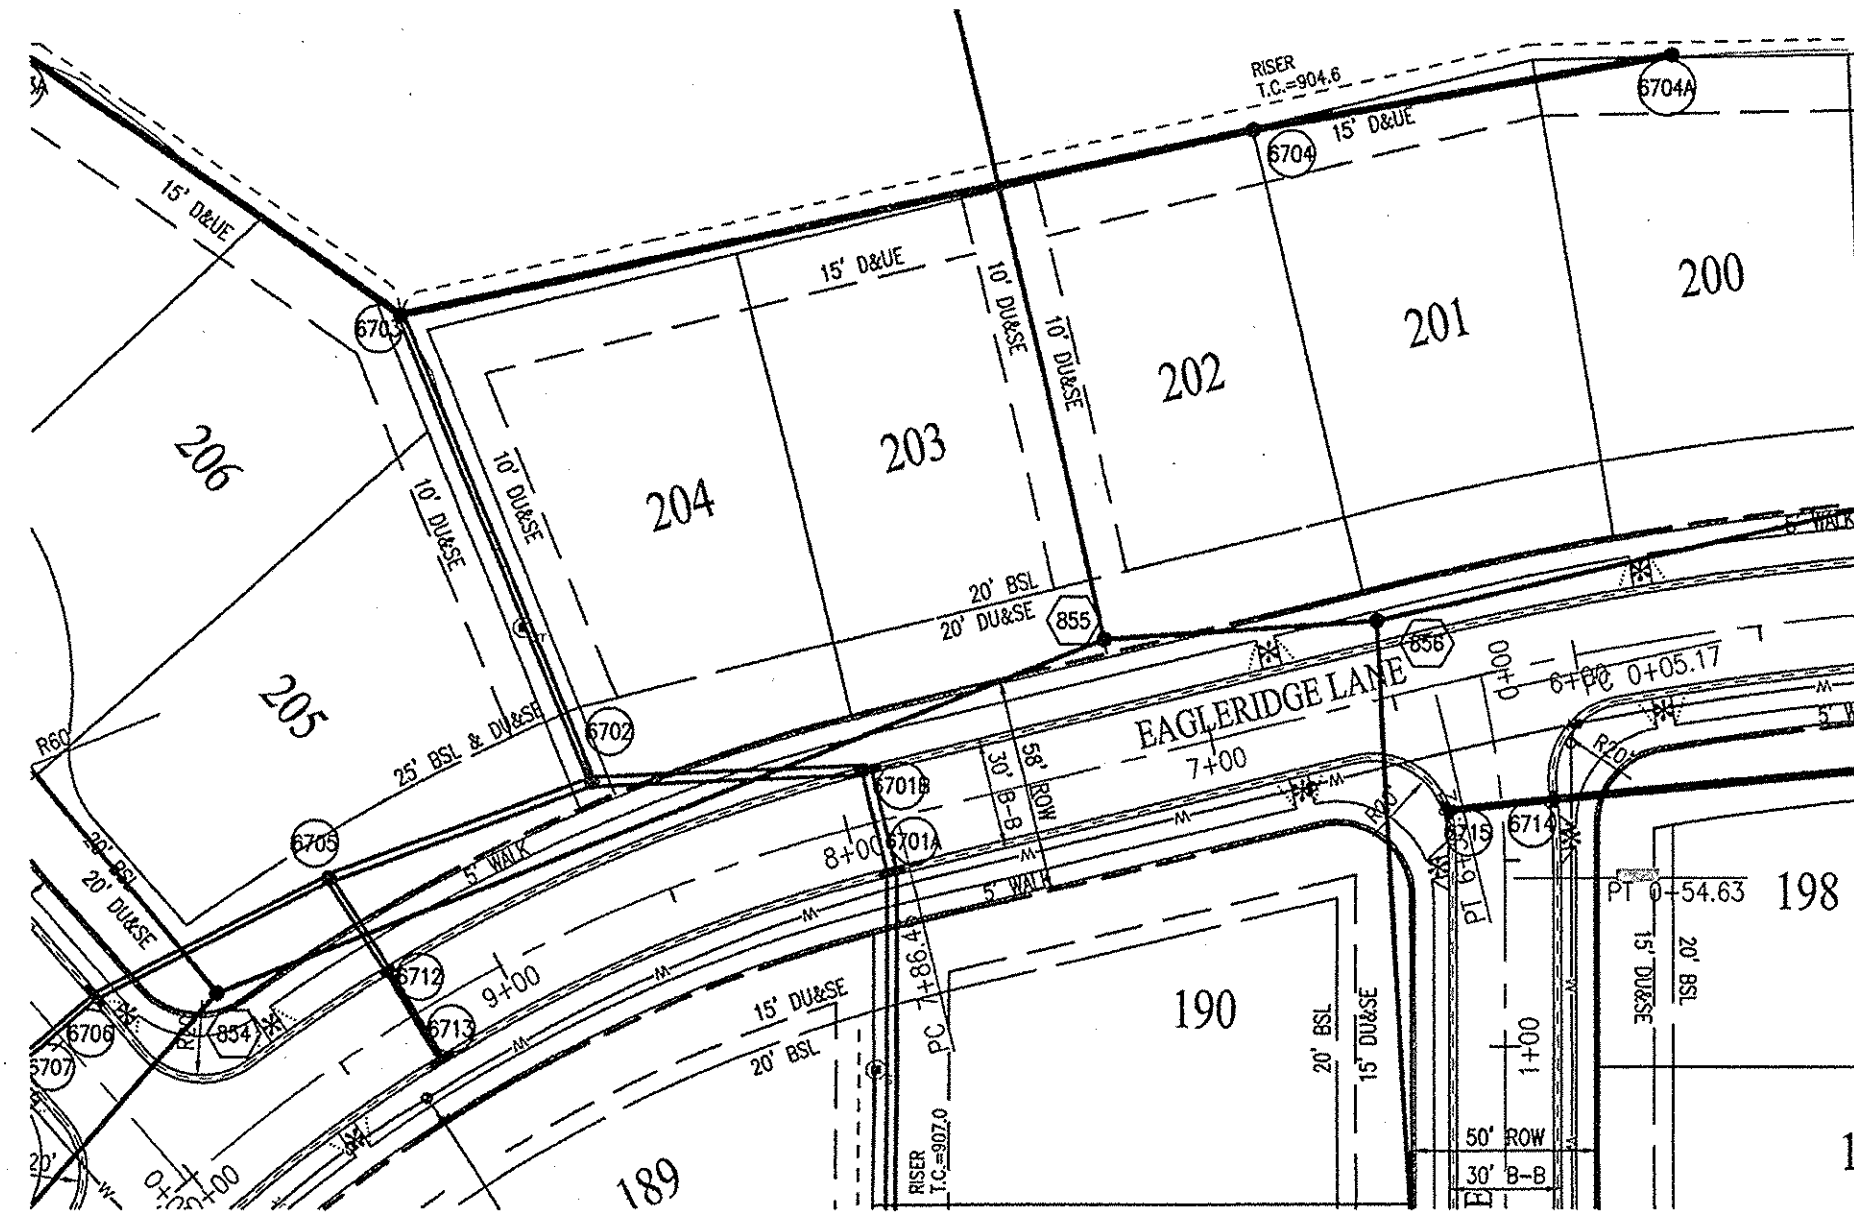 RISER
T.C.=904.6
6704A
15' D&UE
6704
15' D&UE
15' D&UE
10' DU&SE
10' DU&SE
6703
200
201
202
203
204
206
10' DU&SE
10' DU&SE
5' WALK
20' BSL
20' DU&SE
855
856
EAGLERIDGE LANE
0+00
6+00
PC 0+05.17
205
6702
R60'
25' BSL & DU&SE
7+00
58' ROW
30' B-B
6701B
6701A
8+00
R20'
R20'
6715
6714
6705
20' BSL
20' DU&SE
5' WALK
5' WALK
PT 0+54.63
198
6712
9+00
6713
PC 7+86.49
15' DU&SE
20' BSL
190
20' BSL
15' DU&SE
15' DU&SE
20' BSL
6706
6707
854
1+00
RISER
T.C.=907.0
189
50' ROW
30' B-B
W